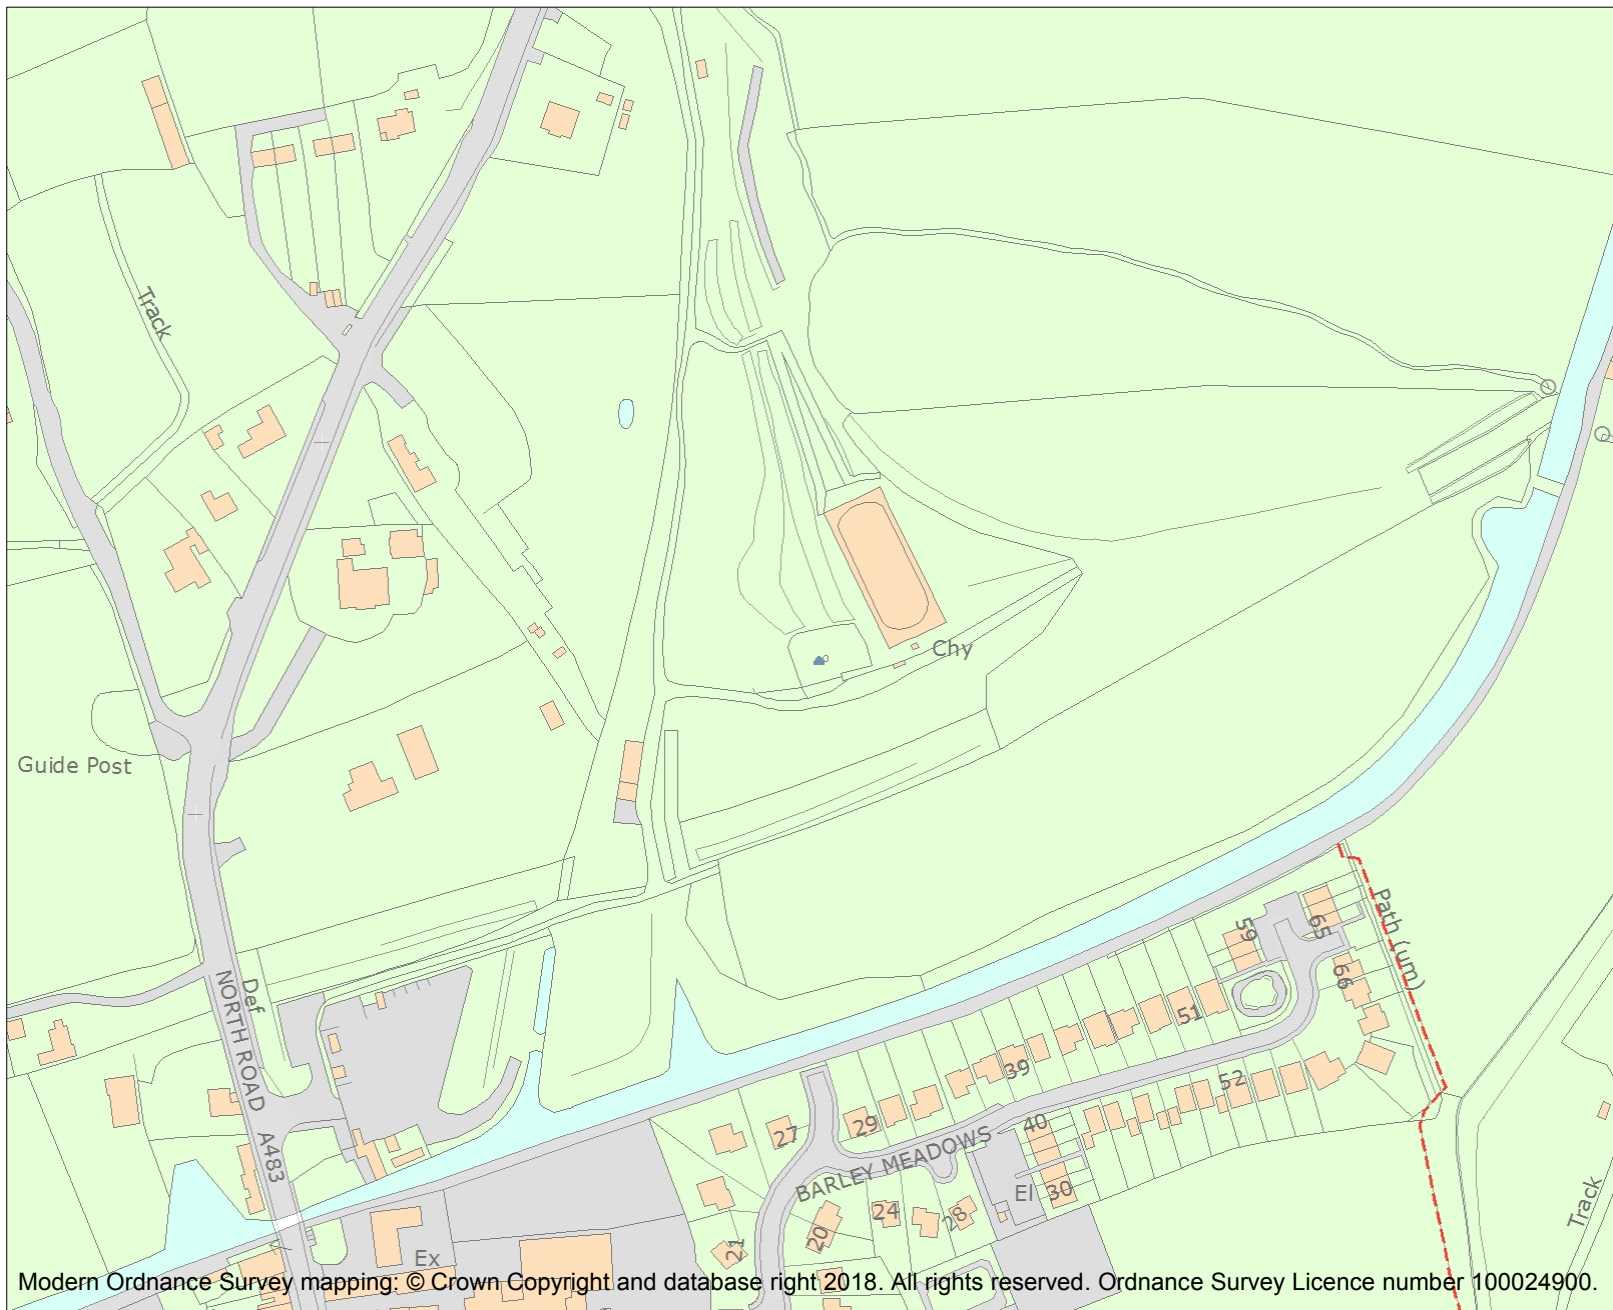 Track
Chy
Guide Post
Path (um)
59
65
66
Def
NORTH ROAD
51
39
52
A483
27
29
40
BARLEY MEADOWS
El
30
24
28
20
21
Track
Ex
Modern Ordnance Survey mapping: © Crown Copyright and database right 2018. All rights reserved. Ordnance Survey Licence number 100024900.